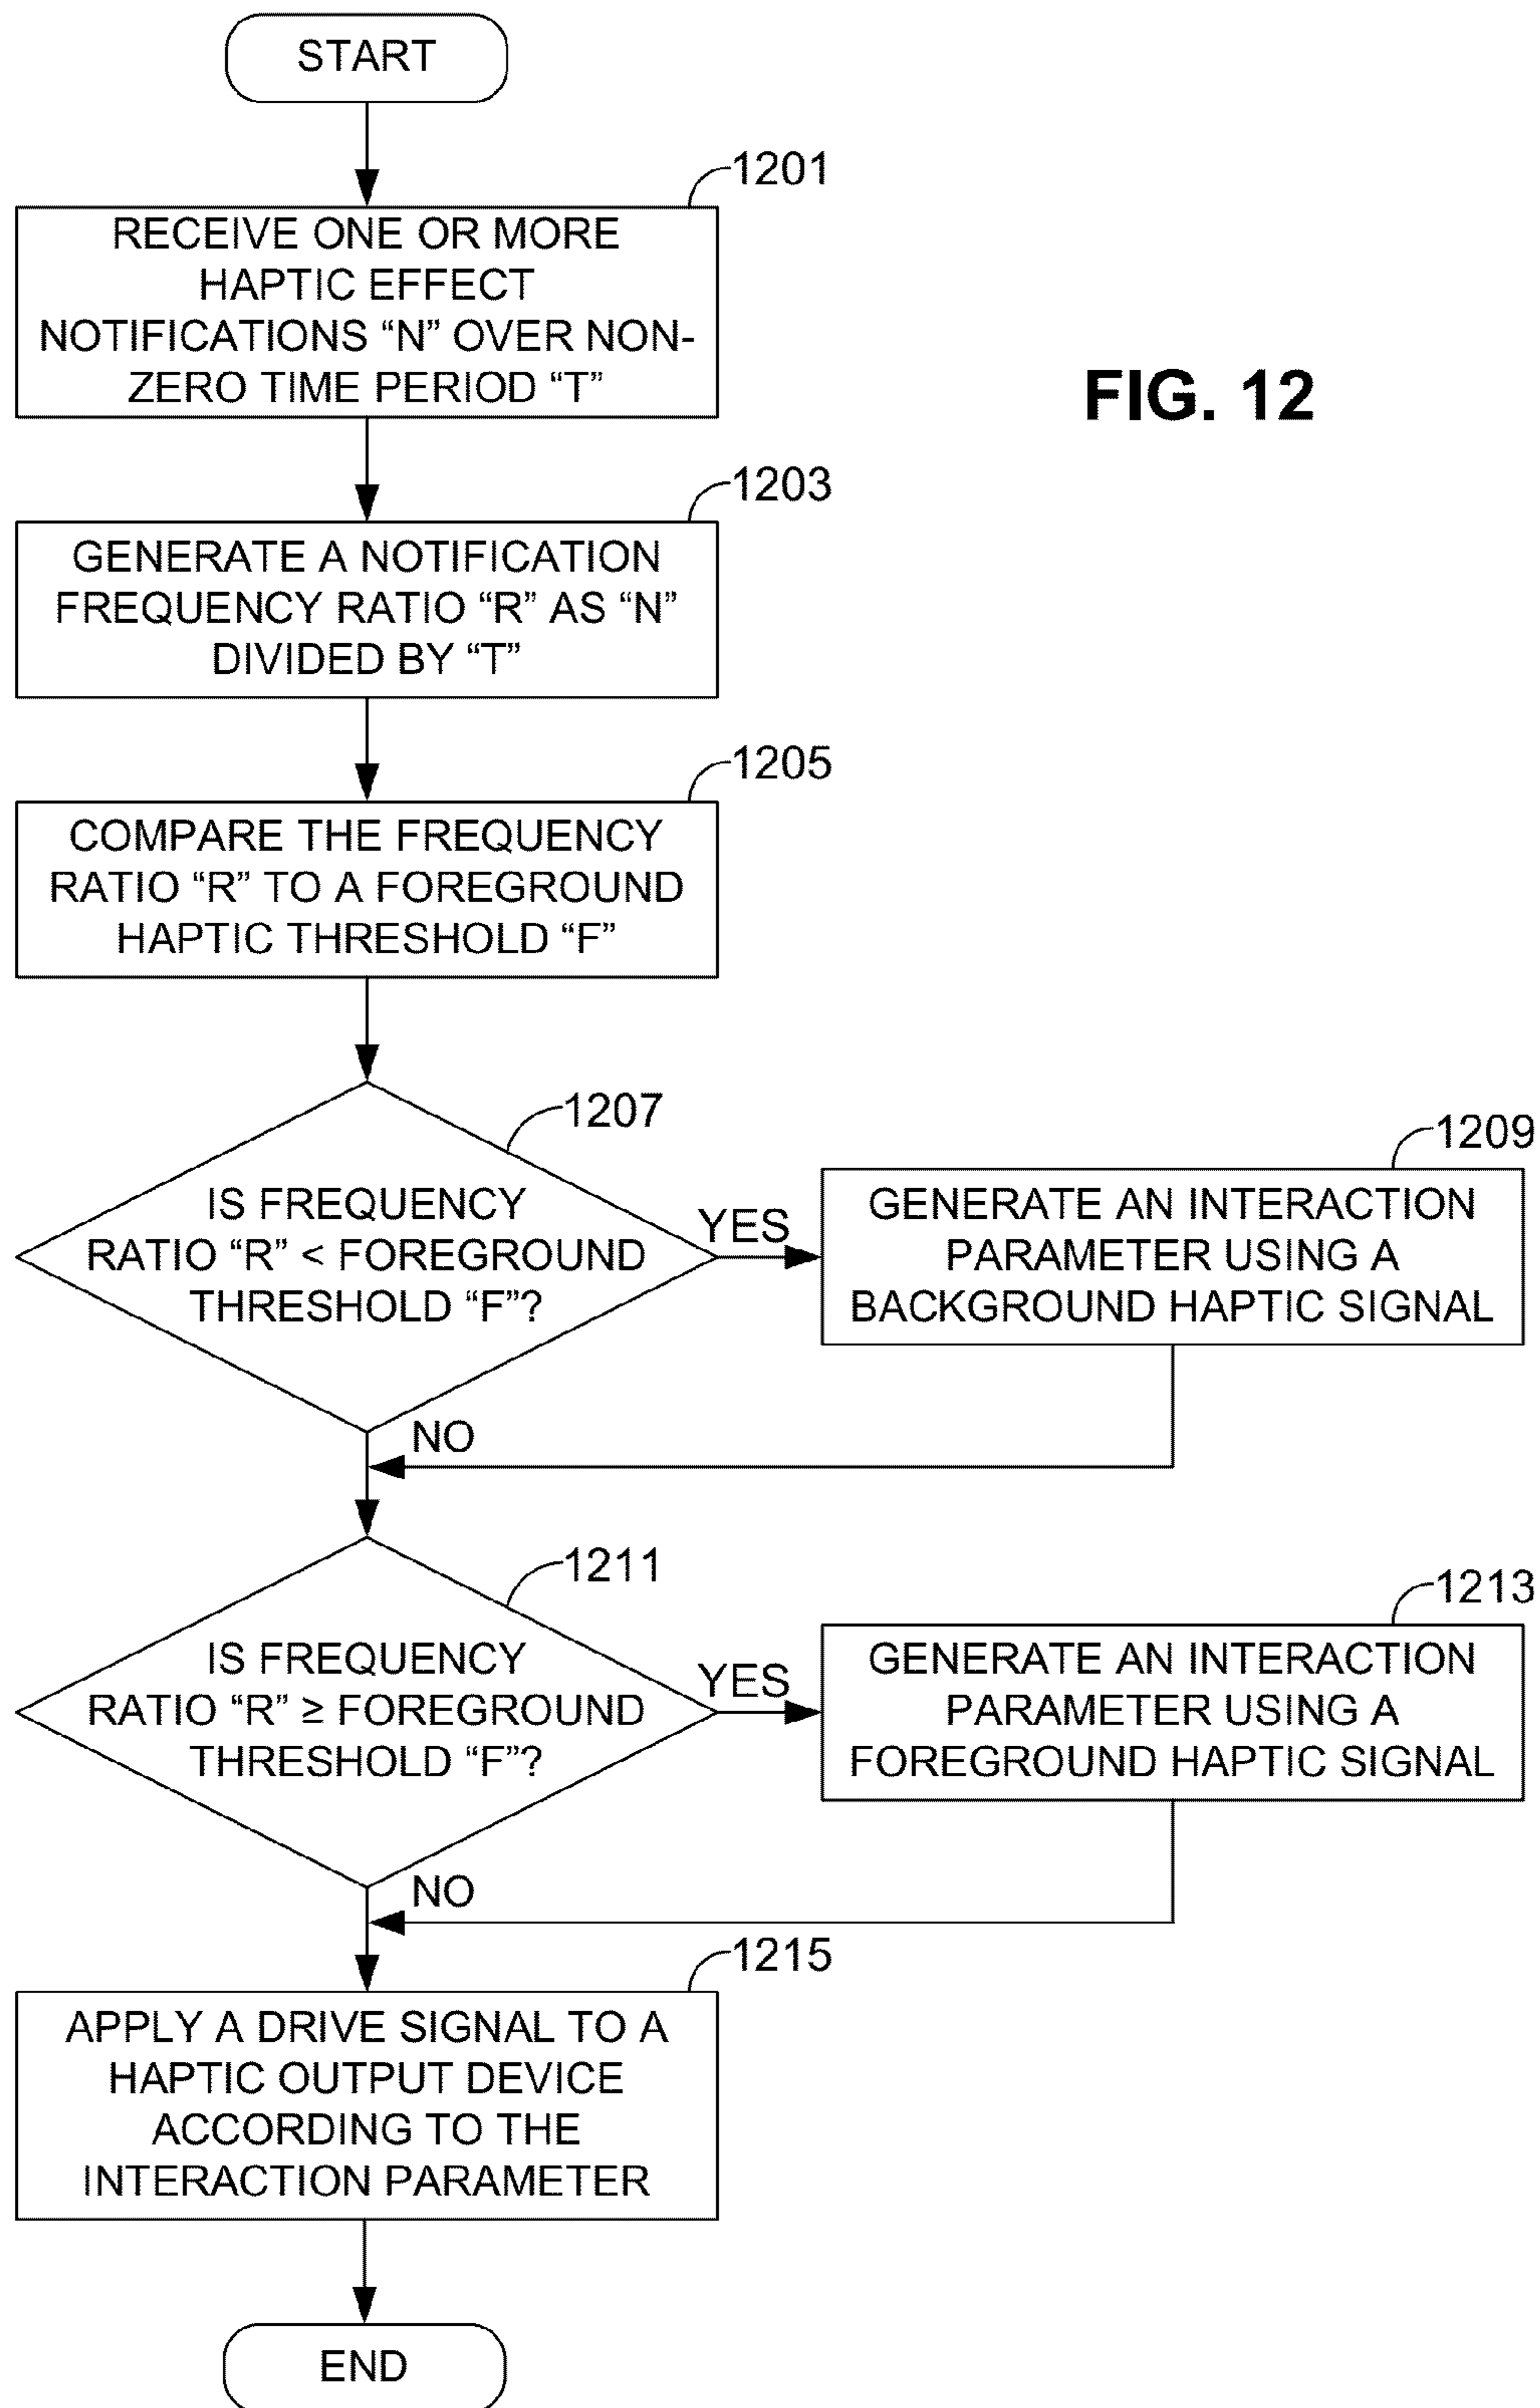 START
1201
RECEIVE ONE OR MORE
HAPTIC EFFECT
NOTIFICATIONS “N” OVER NON-
ZERO TIME PERIOD “T”
FIG. 12
1203
GENERATE A NOTIFICATION
FREQUENCY RATIO “R” AS “N”
DIVIDED BY “T”
1205
COMPARE THE FREQUENCY
RATIO “R” TO A FOREGROUND
HAPTIC THRESHOLD “F”
1207
IS FREQUENCY
RATIO “R” < FOREGROUND
THRESHOLD “F”?
YES
1209
GENERATE AN INTERACTION
PARAMETER USING A
BACKGROUND HAPTIC SIGNAL
NO
1211
IS FREQUENCY
RATIO “R” ≥ FOREGROUND
THRESHOLD “F”?
YES
1213
GENERATE AN INTERACTION
PARAMETER USING A
FOREGROUND HAPTIC SIGNAL
NO
1215
APPLY A DRIVE SIGNAL TO A
HAPTIC OUTPUT DEVICE
ACCORDING TO THE
INTERACTION PARAMETER
END